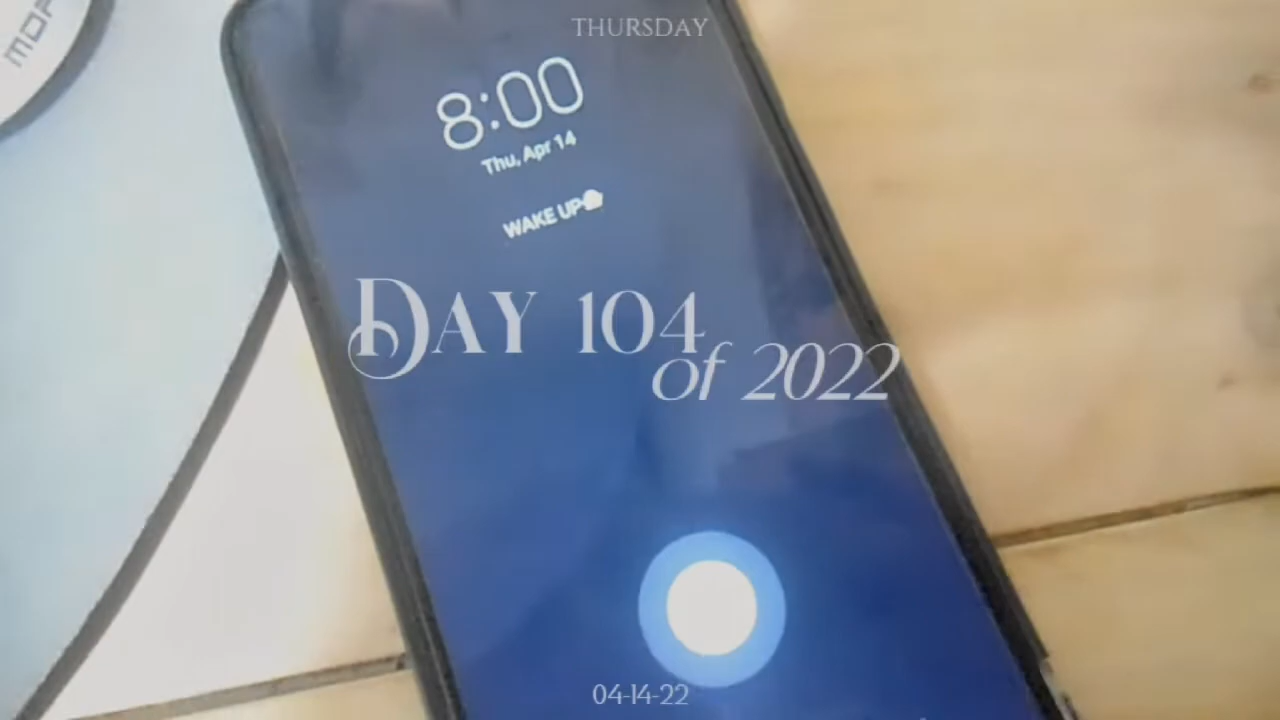 THURSDAY
8:00
Thu, Apr 14
WAKE UP
DAY 104
of 2022
04-14-22